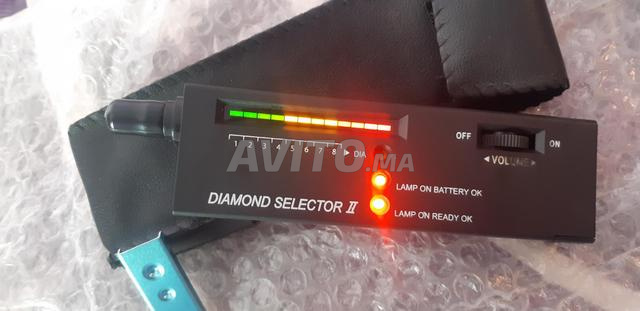 1 2 3 4 5 6 7 8 ▶ DIA
OFF ON
◄VOLUME►
AVITO.MA
LAMP ON BATTERY OK
DIAMOND SELECTOR II
LAMP ON READY OK